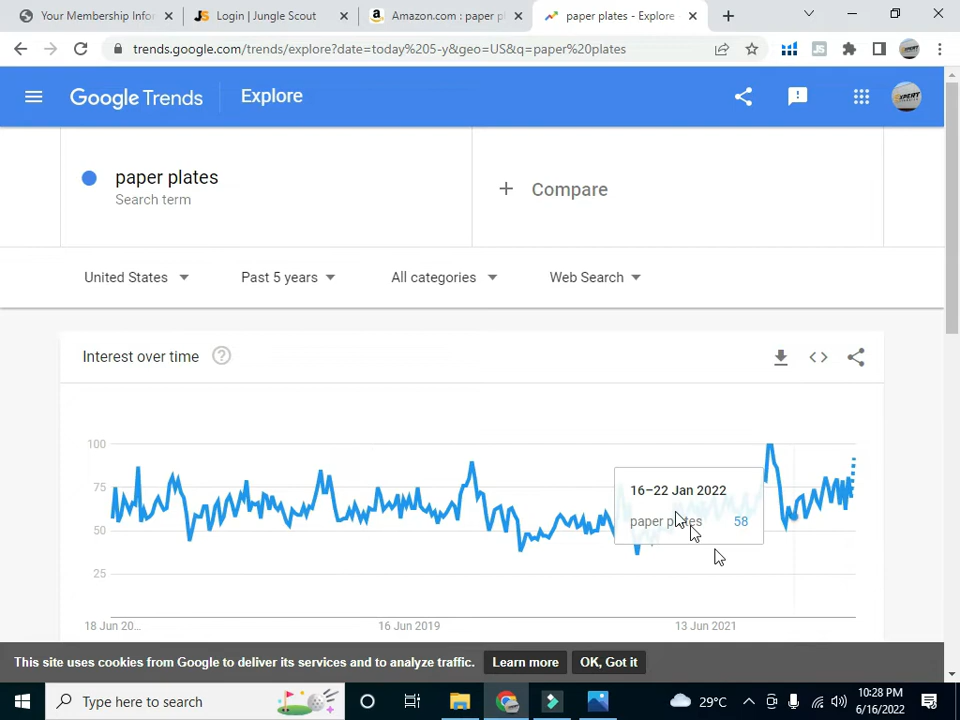 Your Membership Info
Login | Jungle Scout
Amazon.com : paper pl
paper plates - Explore
trends.google.com/trends/explore?date=today%205-y&geo=US&q=paper%20plates
Google Trends
Explore
paper plates
Search term
+ Compare
United States
Past 5 years
All categories
Web Search
Interest over time
100
75
50
25
16–22 Jan 2022
paper plates 58
18 Jun 20...
16 Jun 2019
13 Jun 2021
This site uses cookies from Google to deliver its services and to analyze traffic.
Learn more
OK, Got it
Type here to search
29°C
10:28 PM
6/16/2022